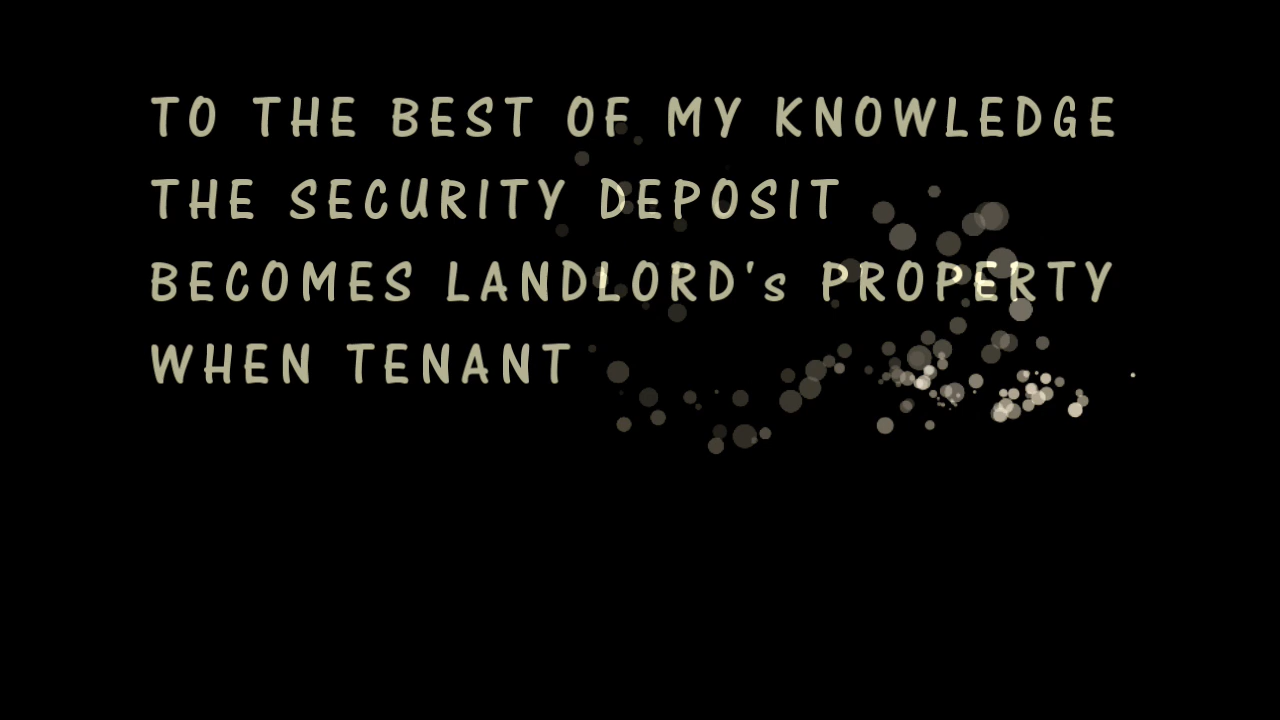 TO THE BEST OF MY KNOWLEDGE
THE SECURITY DEPOSIT
BECOMES LANDLORD's PROPERTY
WHEN TENANT